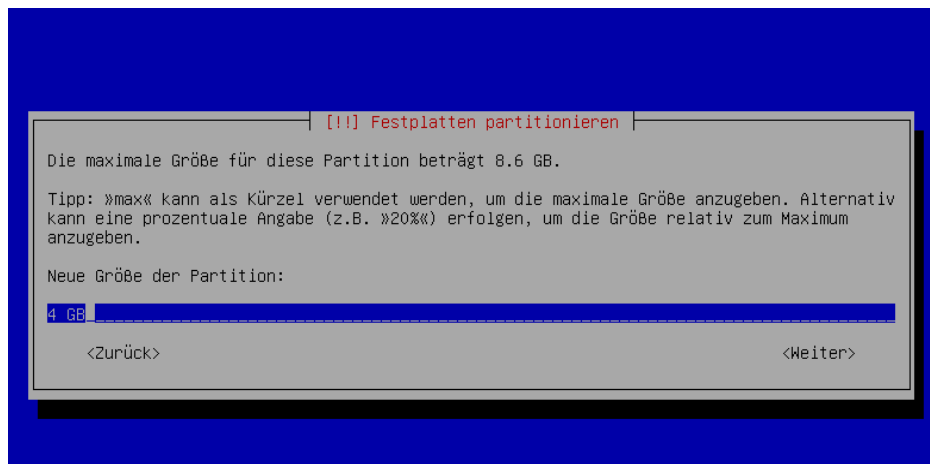 [!!] Festplatten partitionieren
Die maximale Größe für diese Partition beträgt 8.6 GB.
Tipp: »max« kann als Kürzel verwendet werden, um die maximale Größe anzugeben. Alternativ
kann eine prozentuale Angabe (z.B. »20%«) erfolgen, um die Größe relativ zum Maximum
anzugeben.
Neue Größe der Partition:
4 GB
<Zurück> <Weiter>